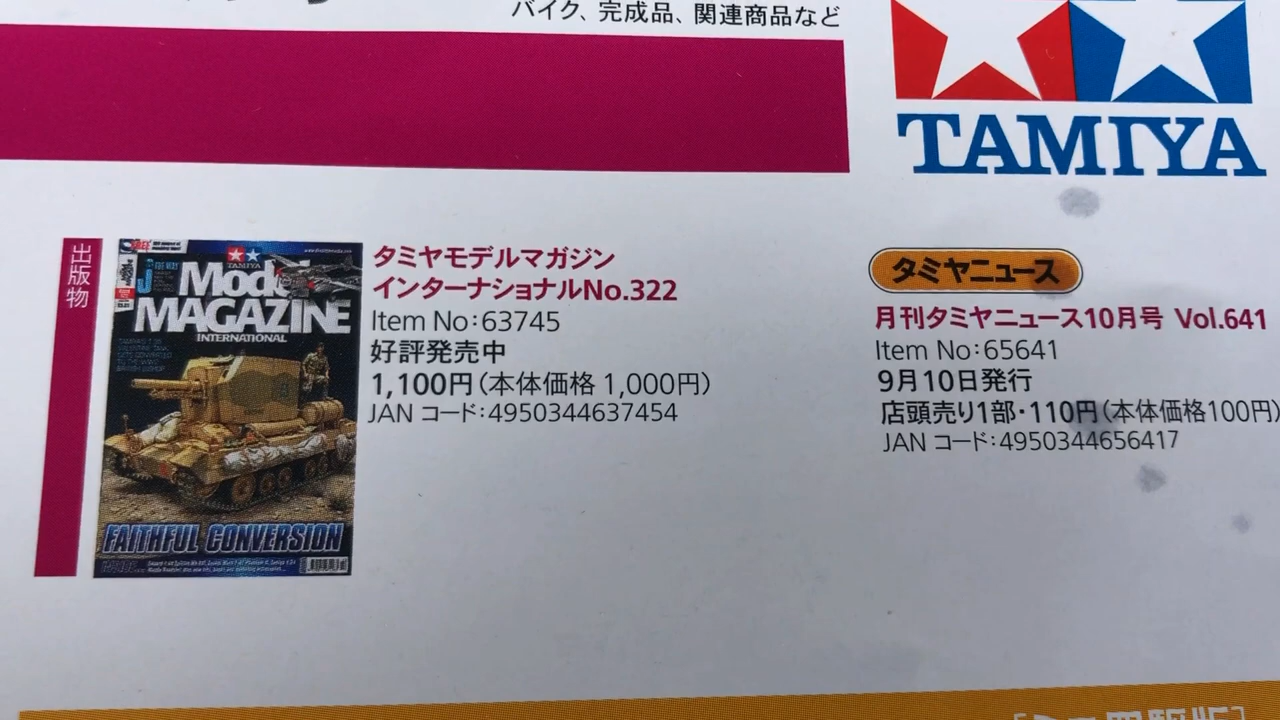 バイク、完成品、関連商品など
TAMIYA
出版物
TAMIYA
Model
MAGAZINE
INTERNATIONAL
FAITHFUL CONVERSION
タミヤモデルマガジン
インターナショナルNo.322
Item No:63745
好評発売中
1,100円(本体価格 1,000円)
JAN コード:4950344637454
タミヤニュース
月刊タミヤニュース10月号 Vol.641
Item No:65641
9月10日発行
店頭売り1部・110円(本体価格100円)
JAN コード:4950344656417